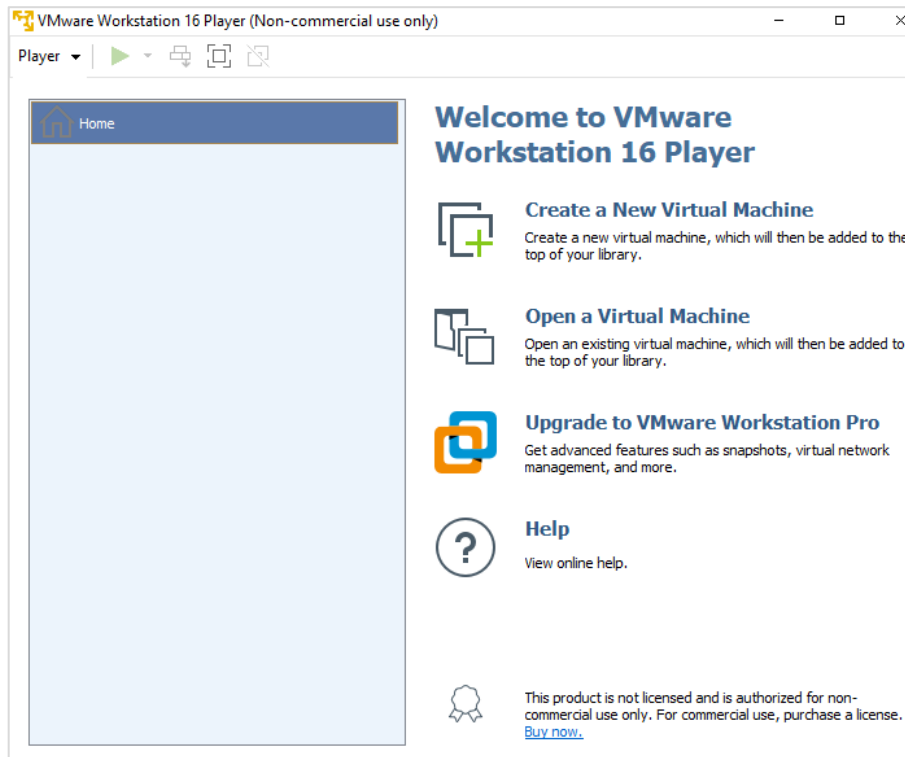 VMware Workstation 16 Player (Non-commercial use only)
Player
Home
Welcome to VMware
Workstation 16 Player
Create a New Virtual Machine
Create a new virtual machine, which will then be added to the
top of your library.
Open a Virtual Machine
Open an existing virtual machine, which will then be added to
the top of your library.
Upgrade to VMware Workstation Pro
Get advanced features such as snapshots, virtual network
management, and more.
?
Help
View online help.
This product is not licensed and is authorized for non-
commercial use only. For commercial use, purchase a license.
Buy now.